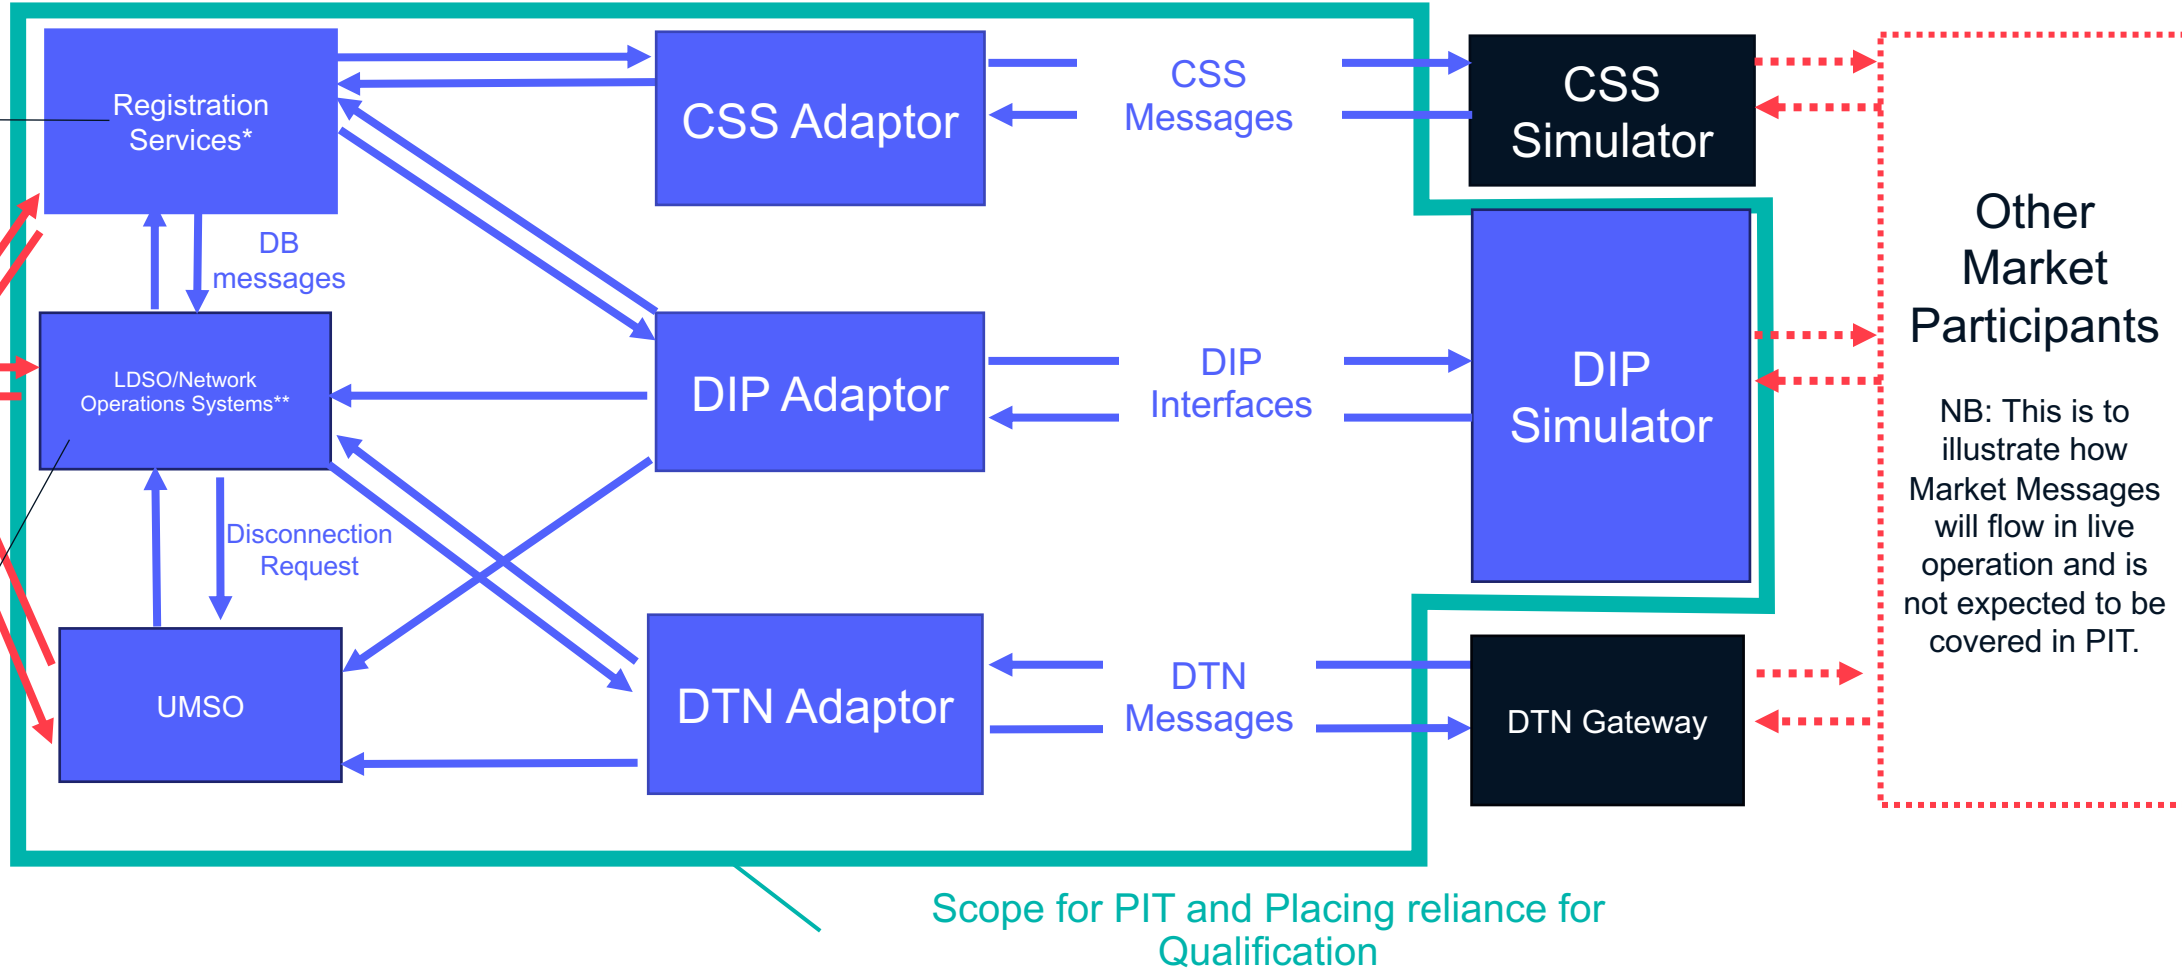 Registration
Services*
CSS Adaptor
CSS
Messages
CSS
Simulator
DB
messages
LDSO/Network
Operations Systems**
DIP Adaptor
DIP
Interfaces
DIP
Simulator
Disconnection
Request
UMSO
DTN Adaptor
DTN
Messages
DTN Gateway
Other
Market
Participants
NB: This is to
illustrate how
Market Messages
will flow in live
operation and is
not expected to be
covered in PIT.
Scope for PIT and Placing reliance for
Qualification